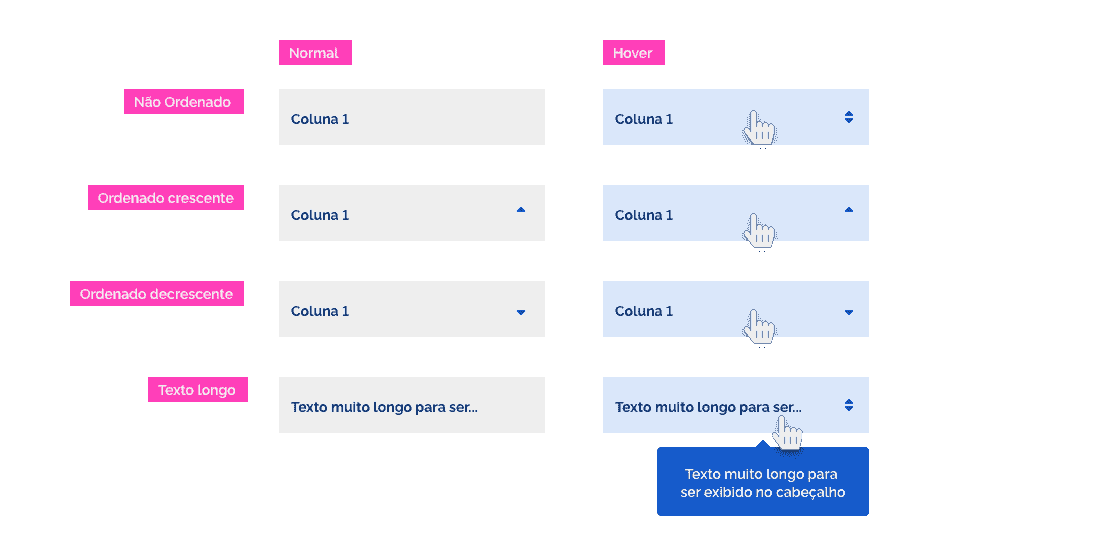 Normal
Hover
Não Ordenado
Coluna 1
Coluna 1
Ordenado crescente
Coluna 1
Coluna 1
Ordenado decrescente
Coluna 1
Coluna 1
Texto longo
Texto muito longo para ser...
Texto muito longo para ser...
Texto muito longo para
ser exibido no cabeçalho